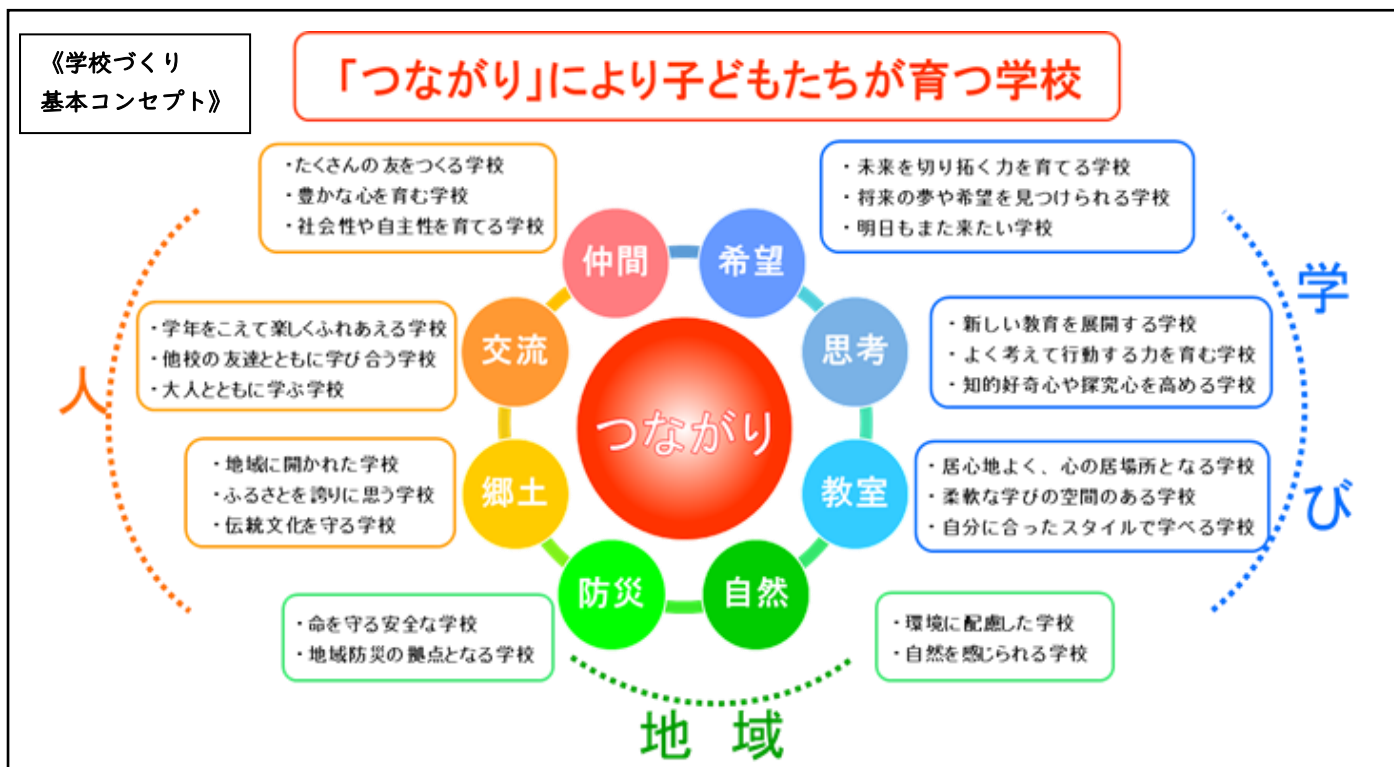 《学校づくり
基本コンセプト》
「つながり」により子どもたちが育つ学校
・たくさんの友をつくる学校
・豊かな心を育む学校
・社会性や自主性を育てる学校
・未来を切り拓く力を育てる学校
・将来の夢や希望を見つけられる学校
・明日もまた来たい学校
仲間
希望
人
・学年をこえて楽しくふれあえる学校
・他校の友達とともに学び合う学校
・大人とともに学ぶ学校
交流
思考
・新しい教育を展開する学校
・よく考えて行動する力を育む学校
・知的好奇心や探究心を高める学校
学び
つながり
・地域に開かれた学校
・ふるさとを誇りに思う学校
・伝統文化を守る学校
郷土
教室
・居心地よく、心の居場所となる学校
・柔軟な学びの空間のある学校
・自分に合ったスタイルで学べる学校
防災
自然
・命を守る安全な学校
・地域防災の拠点となる学校
・環境に配慮した学校
・自然を感じられる学校
地域